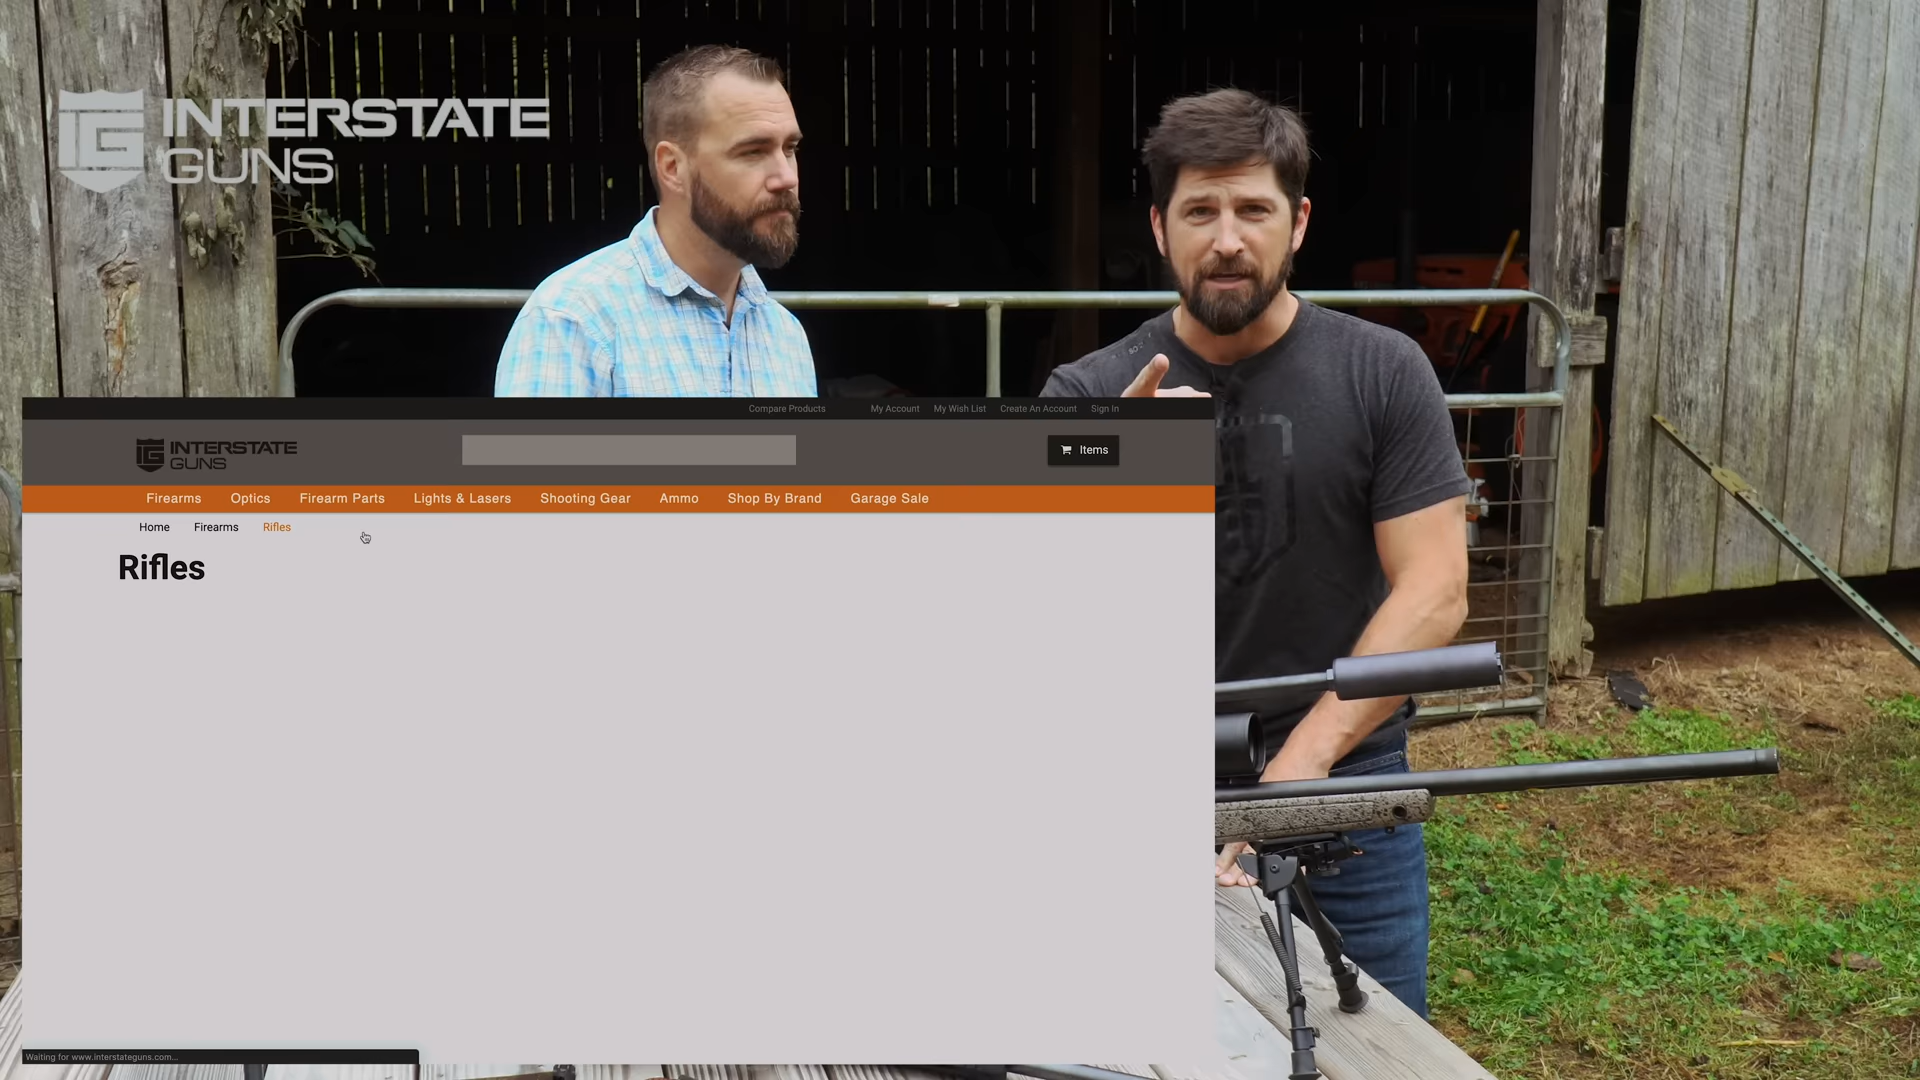 INTERSTATE
GUNS
Compare Products My Account My Wish List Create An Account Sign In
INTERSTATE
GUNS
Items
Firearms Optics Firearm Parts Lights & Lasers Shooting Gear Ammo Shop By Brand Garage Sale
Home Firearms Rifles
Rifles
Waiting for www.interstateguns.com...